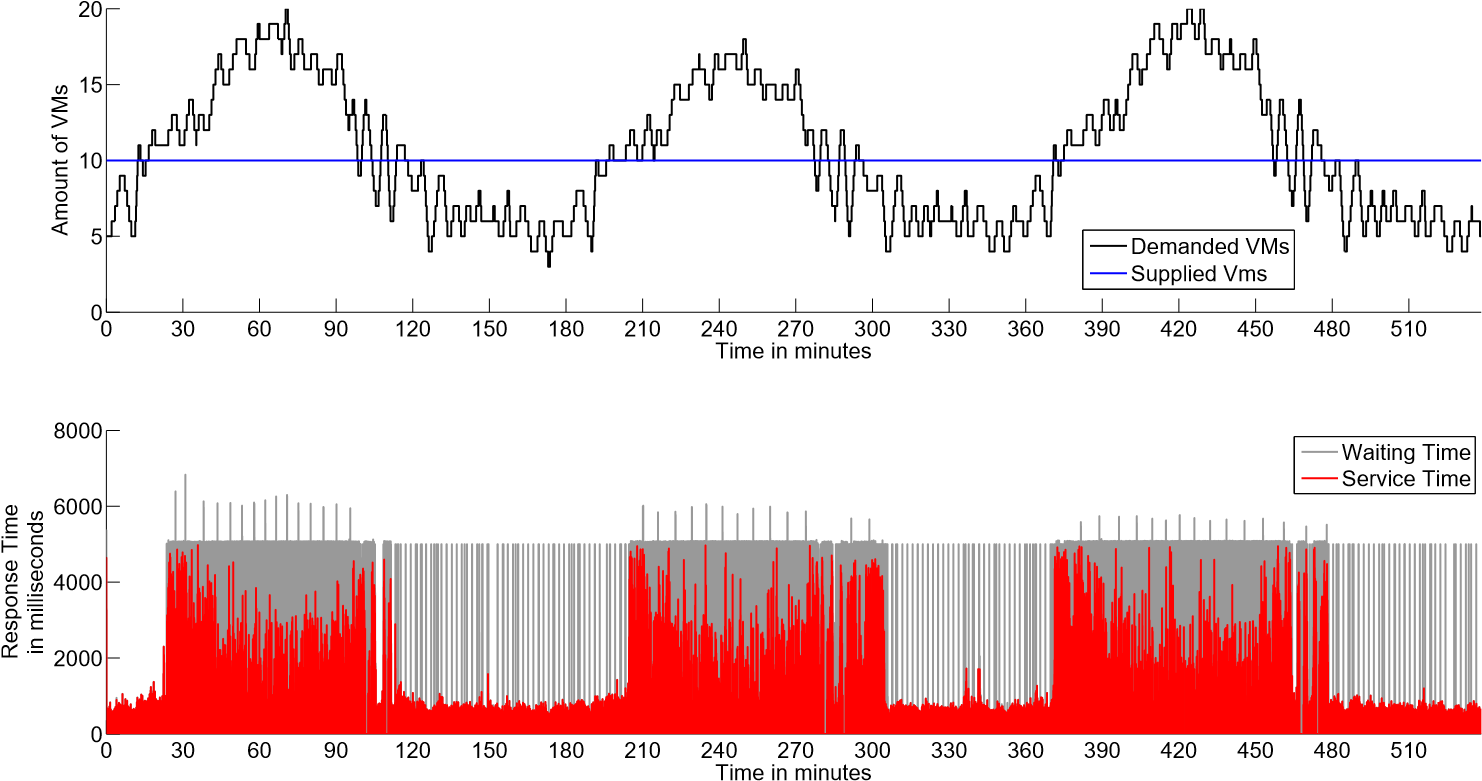 20
15
10
5
0
Amount of VMs
Demanded VMs
Supplied Vms
0 30 60 90 120 150 180 210 240 270 300 330 360 390 420 450 480 510
Time in minutes
8000
6000
4000
2000
0
Response Time
in milliseconds
Waiting Time
Service Time
0 30 60 90 120 150 180 210 240 270 300 330 360 390 420 450 480 510
Time in minutes